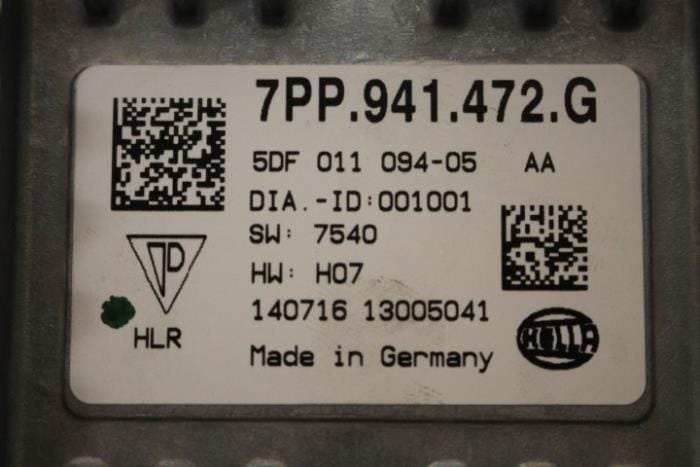 7PP.941.472.G
5DF 011 094-05 AA
DIA.-ID:001001
SW: 7540
HW: H07
140716 13005041
HLR
HELLA
Made in Germany